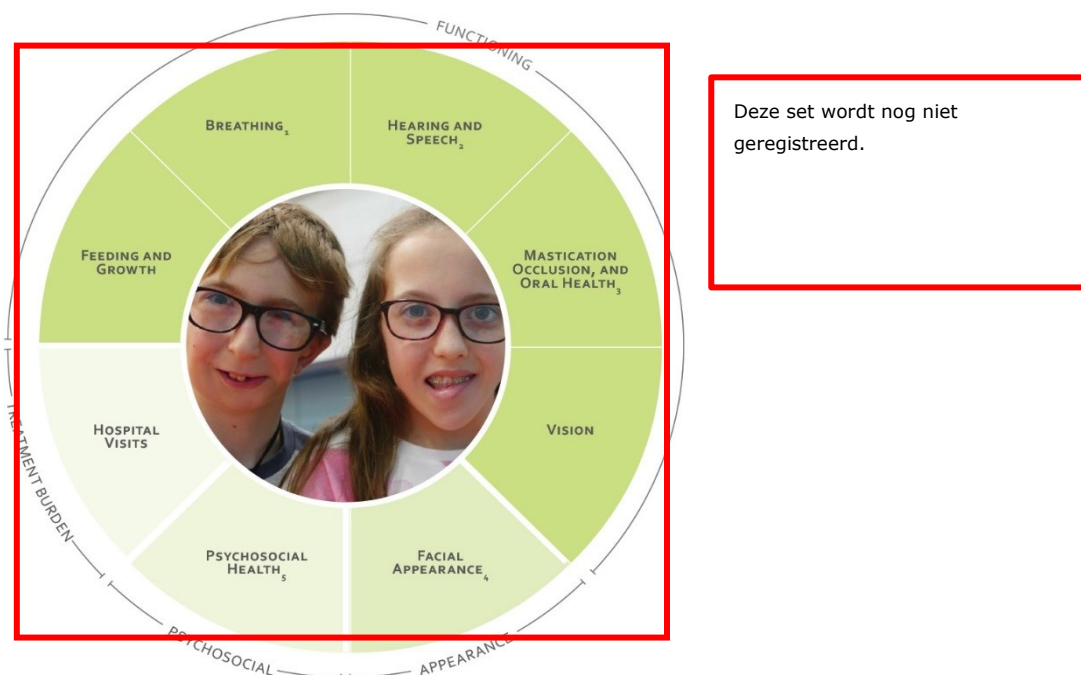 FUNCTIONING
BREATHING₁
HEARING AND
SPEECH₂
FEEDING AND
GROWTH
MASTICATION
OCCLUSION, AND
ORAL HEALTH₃
HOSPITAL
VISITS
VISION
PSYCHOSOCIAL
HEALTH₅
FACIAL
APPEARANCE₄
TREATMENT BURDEN
PSYCHOSOCIAL
APPEARANCE
Deze set wordt nog niet
geregistreerd.